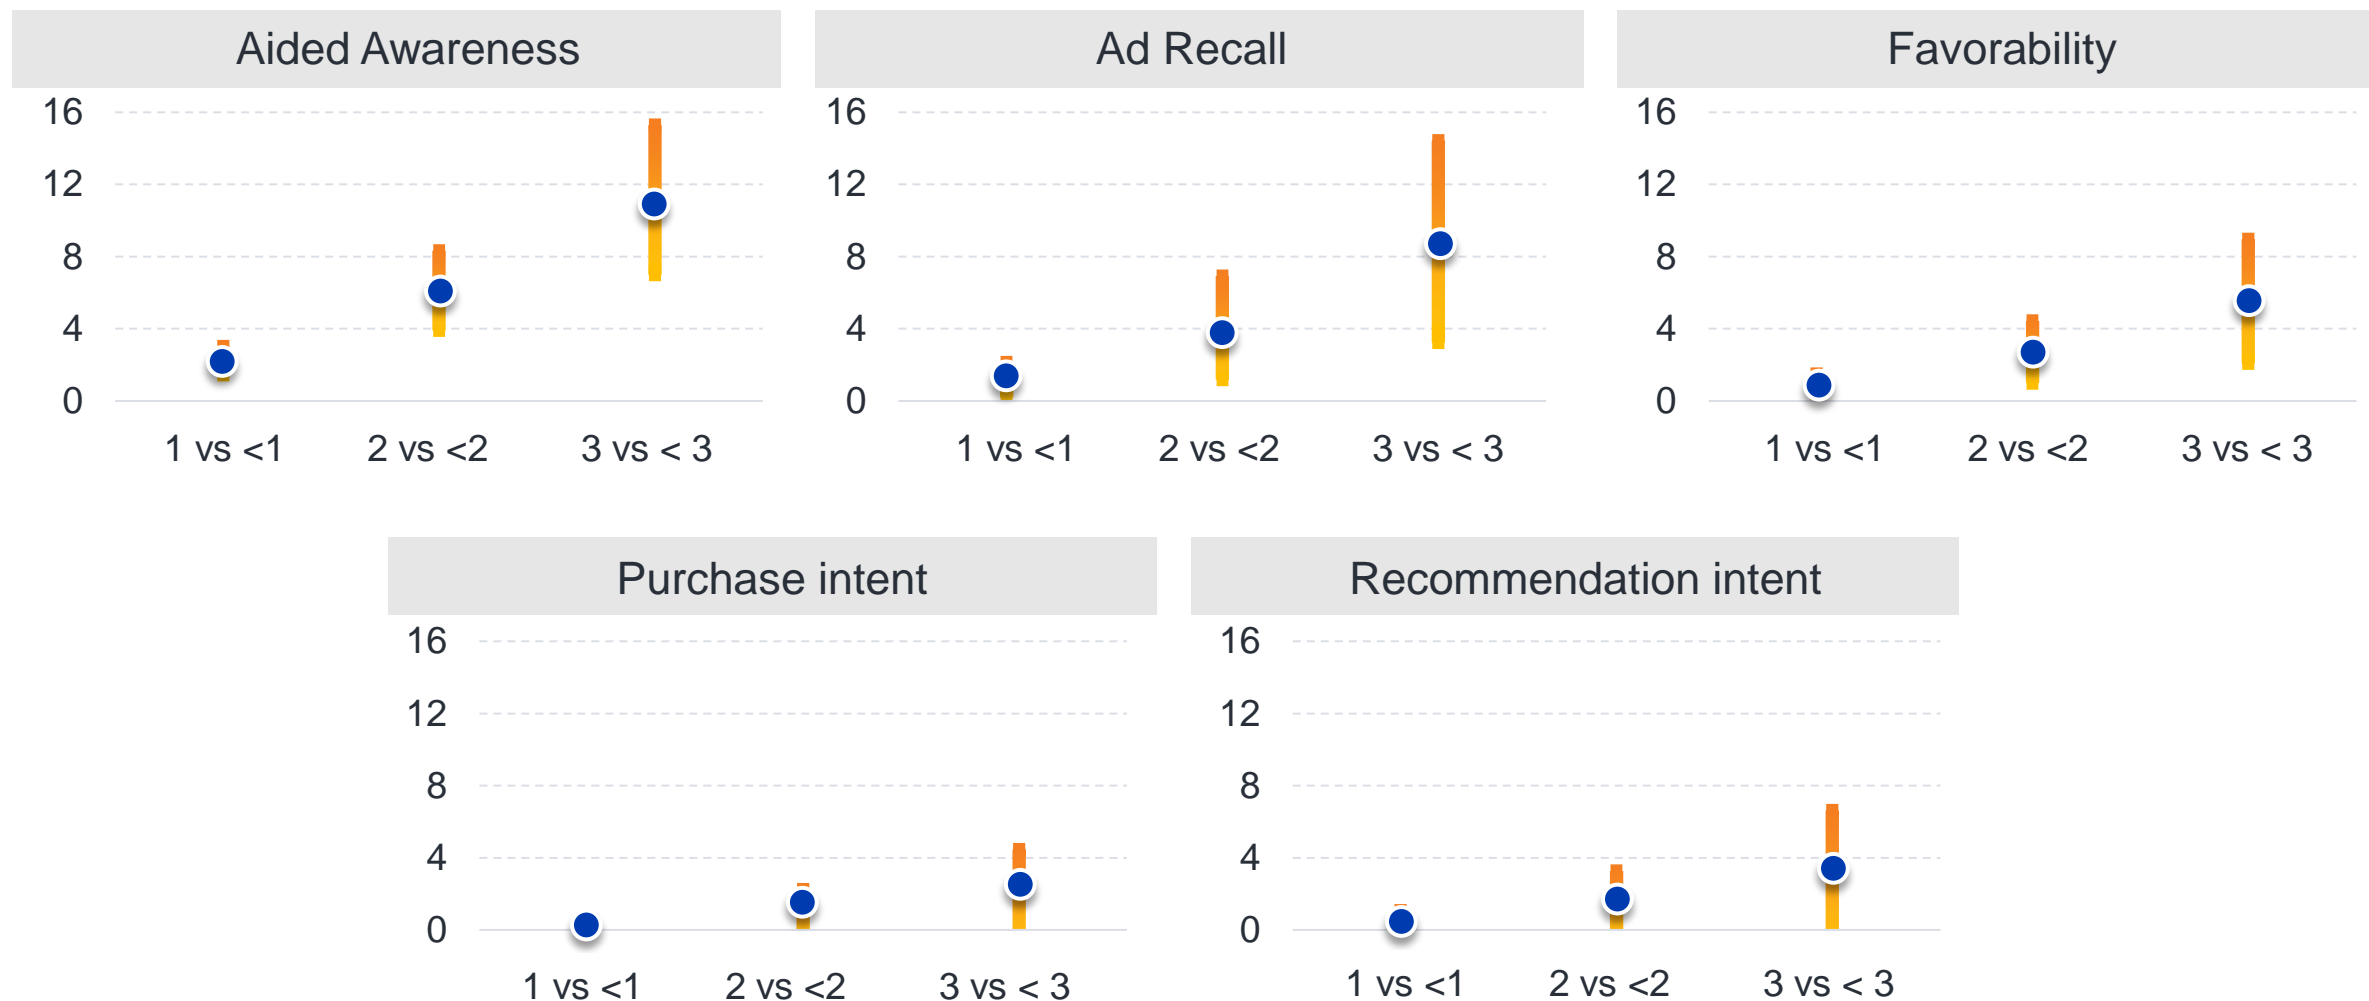 Aided Awareness
Ad Recall
Favorability
16
12
8
4
0
1 vs <1 2 vs <2 3 vs < 3
16
12
8
4
0
1 vs <1 2 vs <2 3 vs < 3
16
12
8
4
0
1 vs <1 2 vs <2 3 vs < 3
Purchase intent
Recommendation intent
16
12
8
4
0
1 vs <1 2 vs <2 3 vs < 3
16
12
8
4
0
1 vs <1 2 vs <2 3 vs < 3